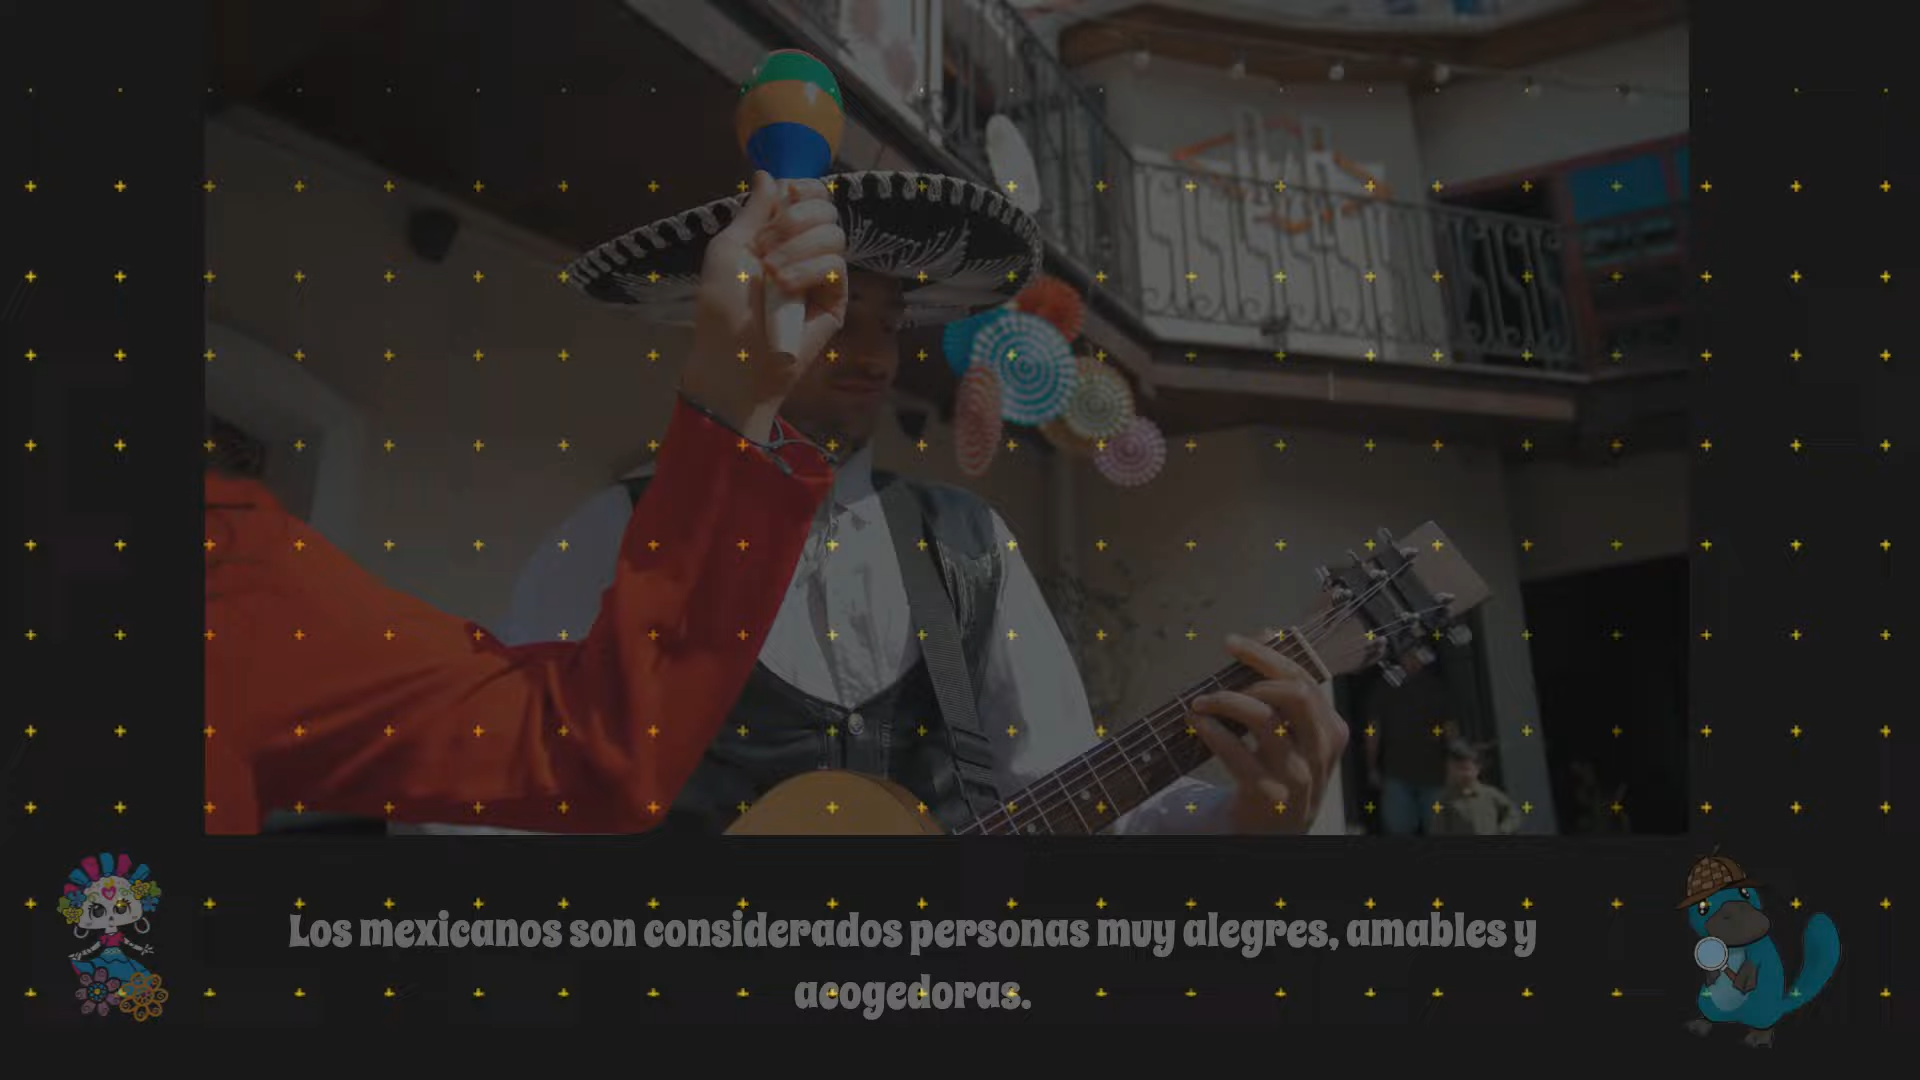 Los mexicanos son considerados personas muy alegres, amables y
acogedoras.